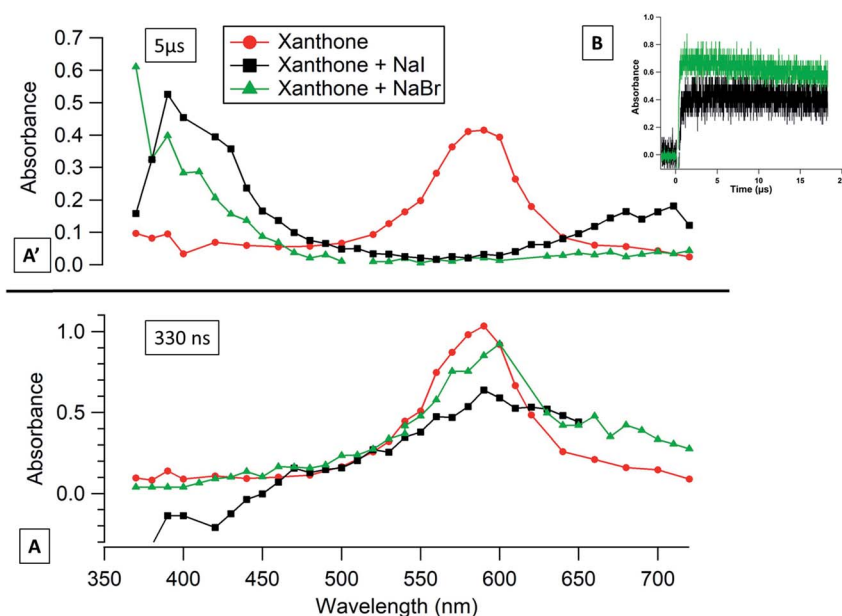 5µs
Xanthone
Xanthone + NaI
Xanthone + NaBr
0.7
0.6
0.5
0.4
0.3
0.2
0.1
0.0
Absorbance
A'
B
1.0
0.8
0.6
0.4
0.2
0.0
Absorbance
0 5 10 15 2
Time (µs)
330 ns
1.0
0.5
0.0
Absorbance
A
350 400 450 500 550 600 650 700
Wavelength (nm)